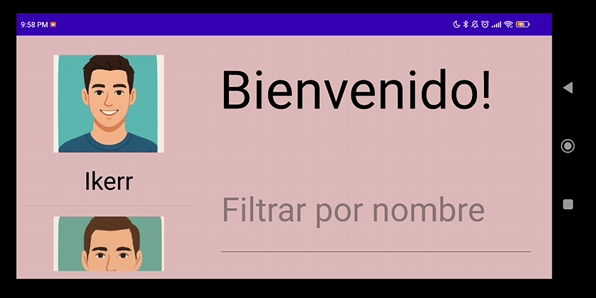 9:58 PM
Bienvenido!
Ikerr
Filtrar por nombre